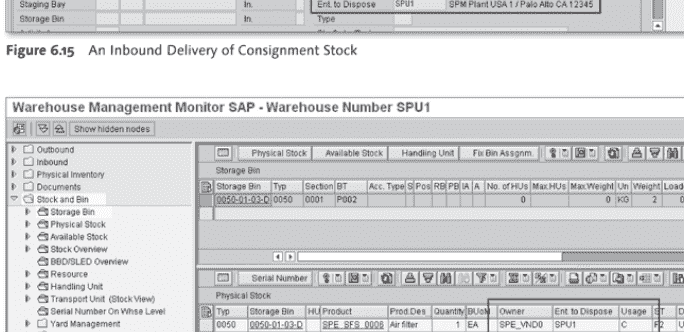 Staging Bay In. Ent. to Dispose SPU1 SPM Plant USA 1 / Palo Alto CA 12345
Storage Bin In. Type
Figure 6.15 An Inbound Delivery of Consignment Stock
Warehouse Management Monitor SAP - Warehouse Number SPU1
Show hidden nodes
Outbound
Inbound
Physical Inventory
Documents
Stock and Bin
Storage Bin
Physical Stock
Available Stock
Stock Overview
BBD/SLED Overview
Resource
Handling Unit
Transport Unit (Stock View)
Serial Number On Whse Level
Yard Management
Physical Stock Available Stock Handling Unit Fix Bin Assgnm.
Storage Bin
Storage Bin Typ Section BT Acc. Type S Pos RB PB IA A No. of HUs Max.HUs Max.Weight Un Weight Load
0050-01-03-D 0050 0001 P002 0 0 KG 2
Serial Number
Physical Stock
Typ Storage Bin HU Product Prod.Des Quantity BUoM Owner Ent. to Dispose Usage ST D
0050 0050-01-03-D SPE_BFS_0006 Air filter 1 EA SPE_VND0 SPU1 C F2 U